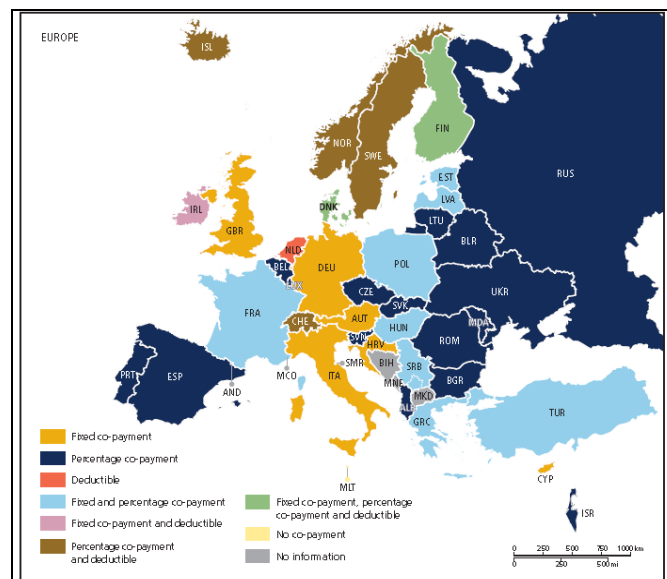 EUROPE
ISL
NOR
SWE
FIN
RUS
EST
LVA
DNK
LTU
IRL
GBR
NLD
BLR
BEL
DEU
POL
LUX
CZE
UKR
SVK
FRA
CHE
AUT
HUN
MDA
SVN
ROM
HRV
PRT
ESP
MCO
ITA
SMR
BIH
SRB
MNE
BGR
AND
ALB
MKD
GRC
TUR
MLT
CYP
ISR
Fixed co-payment
Percentage co-payment
Deductible
Fixed and percentage co-payment
Fixed co-payment and deductible
Percentage co-payment
and deductible
Fixed co-payment, percentage
co-payment and deductible
No co-payment
No information
0 250 500 750 1000 km
0 250 500 mi